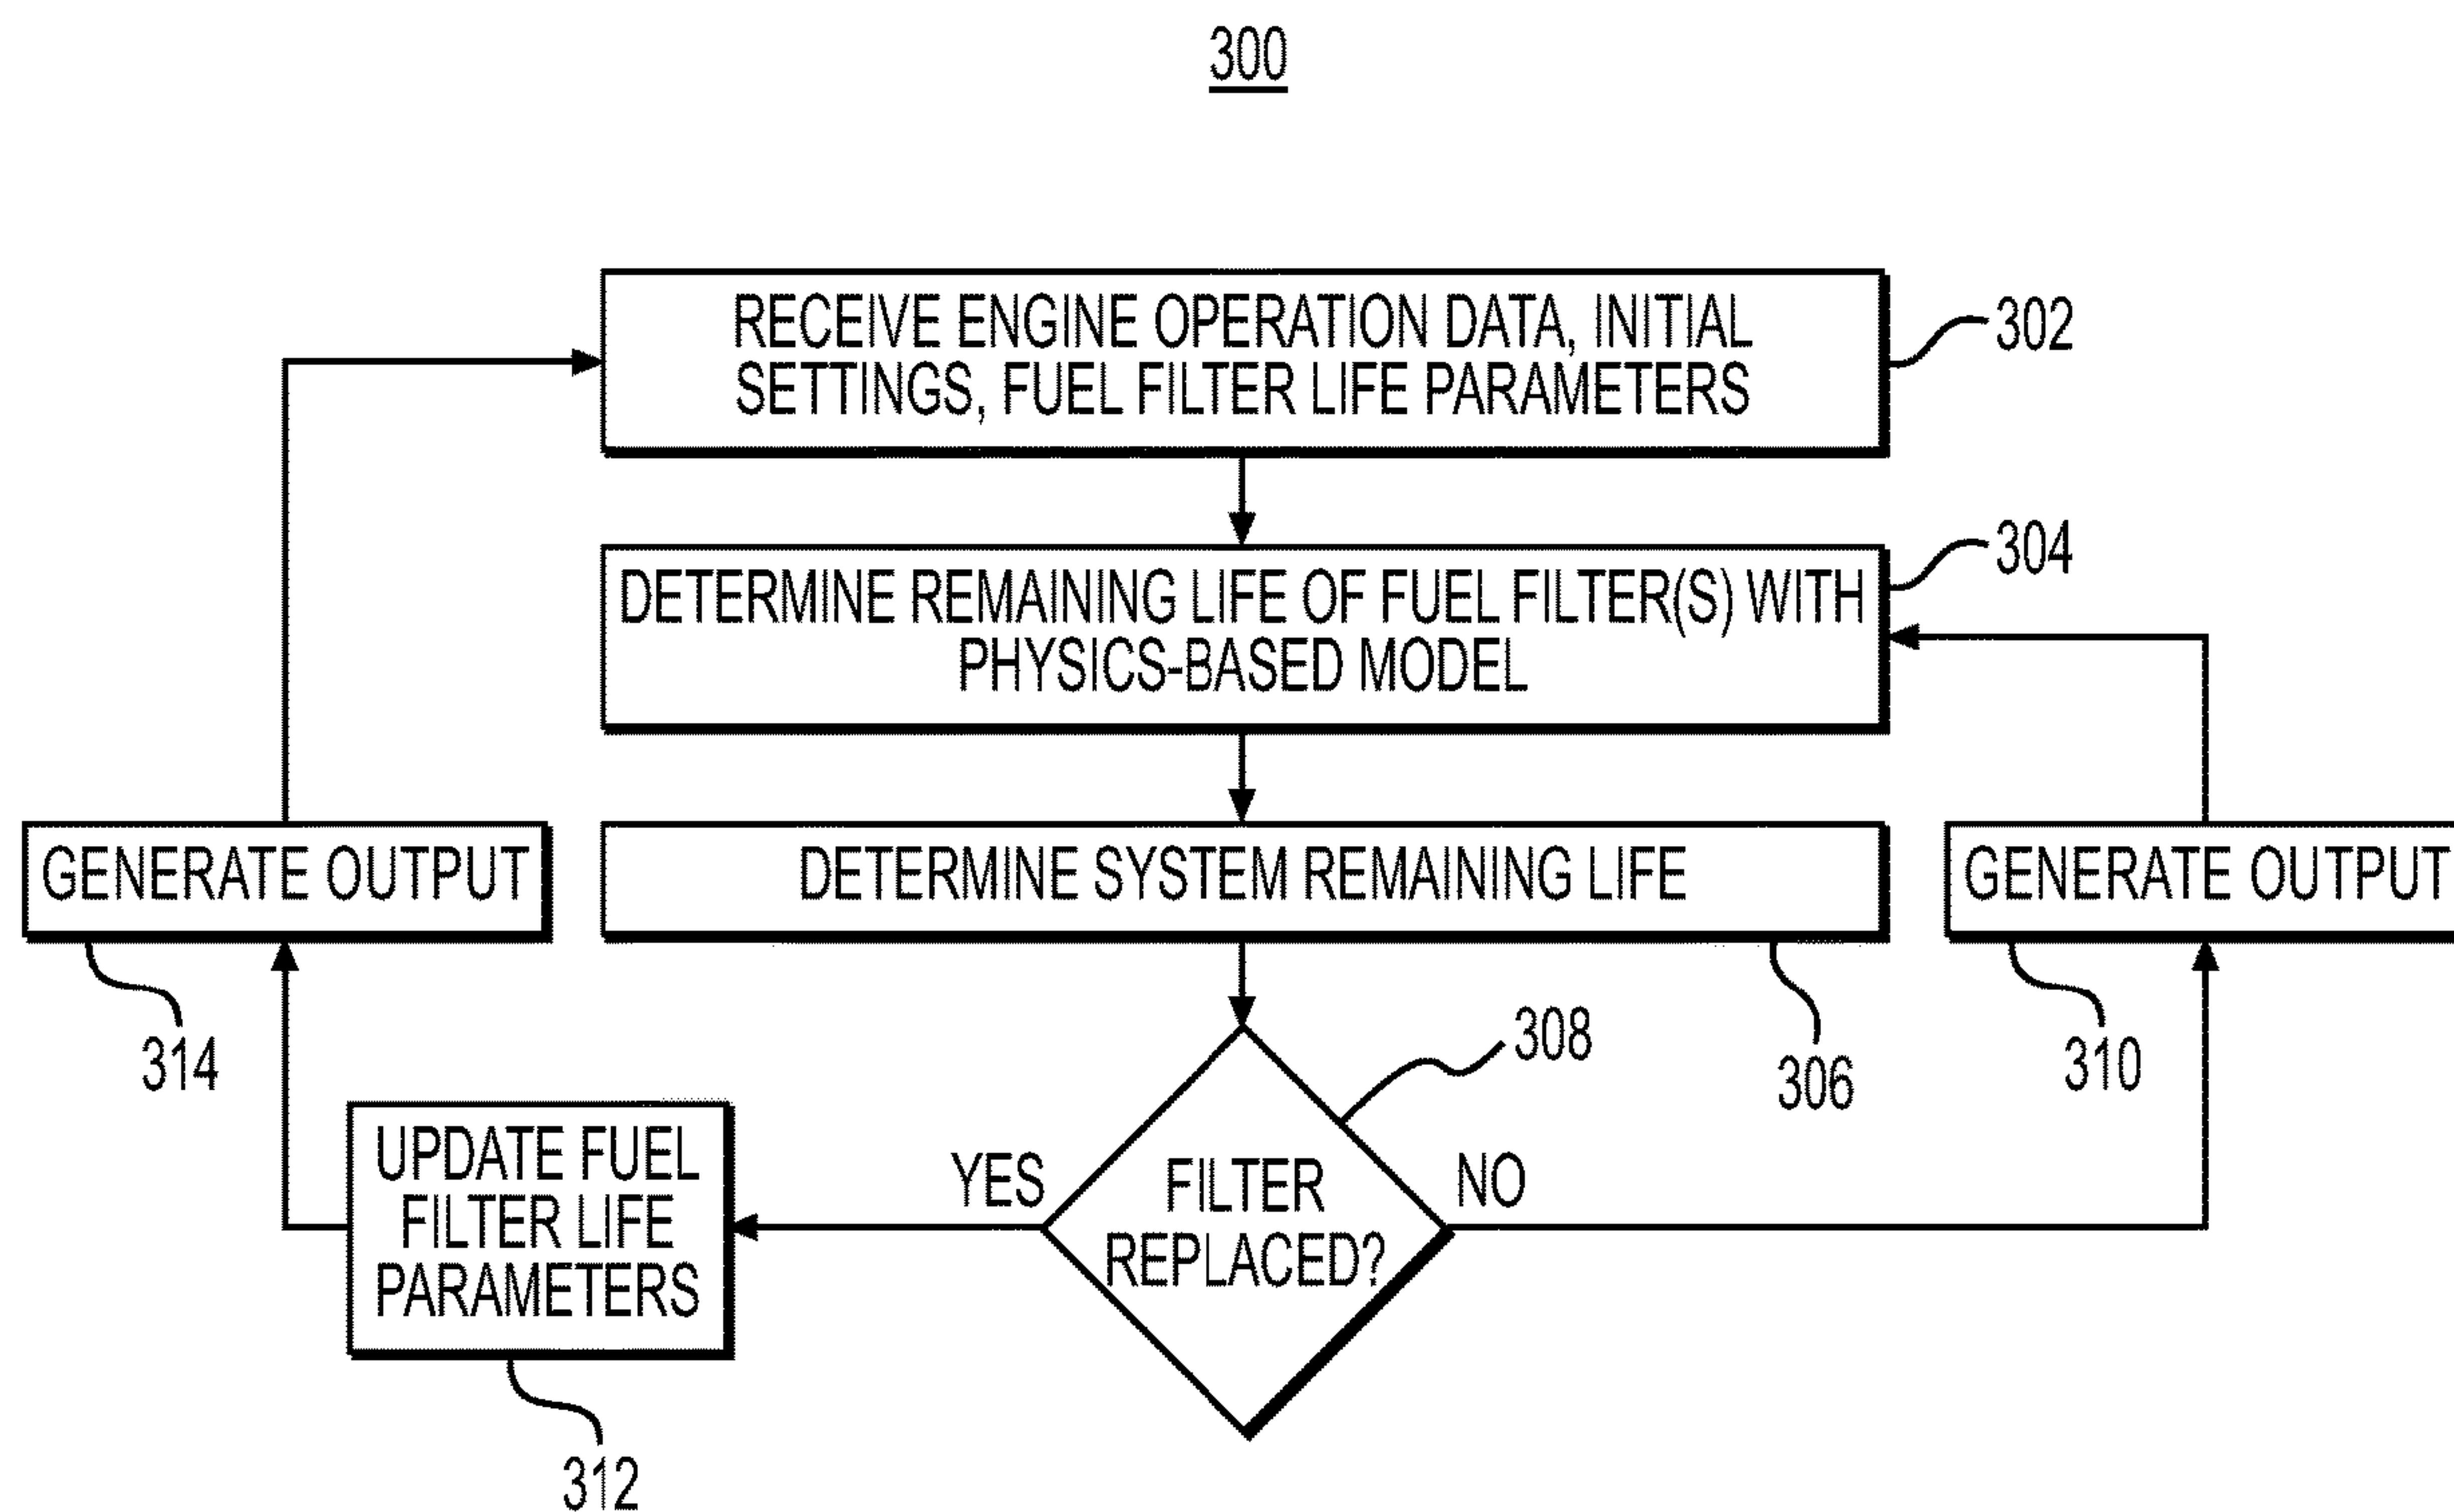 300
RECEIVE ENGINE OPERATION DATA, INITIAL
SETTINGS, FUEL FILTER LIFE PARAMETERS
302
DETERMINE REMAINING LIFE OF FUEL FILTER(S) WITH
PHYSICS-BASED MODEL
304
GENERATE OUTPUT
314
DETERMINE SYSTEM REMAINING LIFE
306
GENERATE OUTPUT
310
308
FILTER
REPLACED?
YES
NO
UPDATE FUEL
FILTER LIFE
PARAMETERS
312